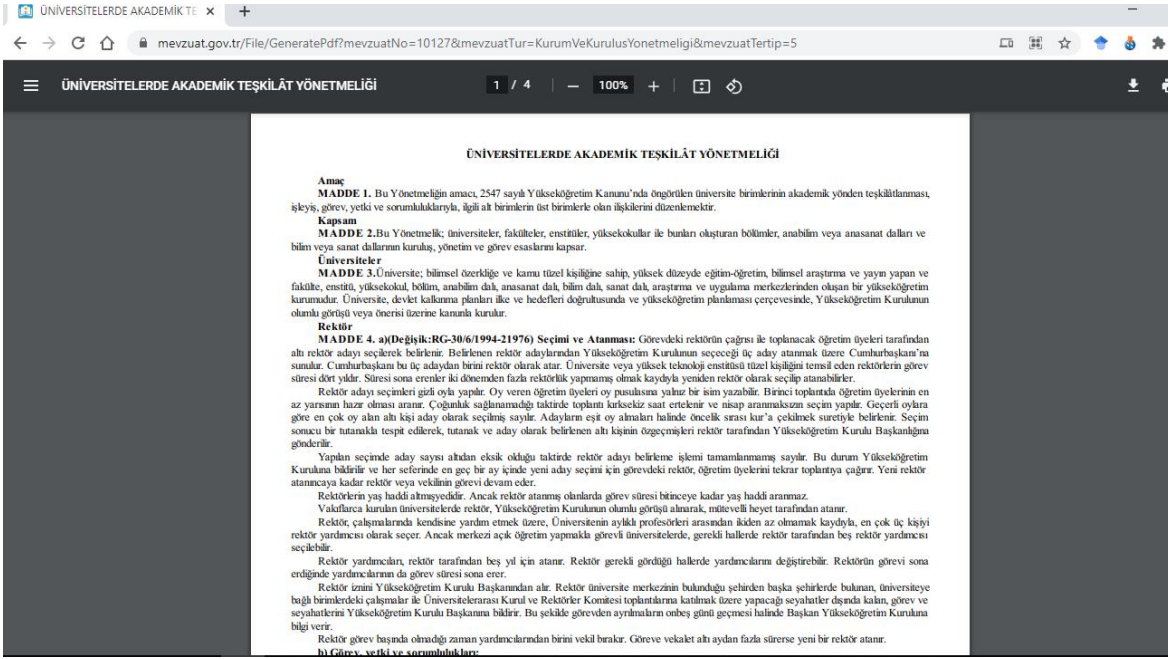 ÜNİVERSİTELERDE AKADEMİK TE
mevzuat.gov.tr/File/GeneratePdf?mevzuatNo=10127&mevzuatTur=KurumVeKurulusYonetmeligi&mevzuatTertip=5
ÜNİVERSİTELERDE AKADEMİK TEŞKİLÂT YÖNETMELİĞİ
1 / 4
100%
ÜNİVERSİTELERDE AKADEMİK TEŞKİLÂT YÖNETMELİĞİ
Amaç
MADDE 1. Bu Yönetmeliğin amacı, 2547 sayılı Yükseköğretim Kanunu’nda öngörülen üniversite birimlerinin akademik yönden teşkilâtlanması,
işleyiş, görev, yetki ve sorumluluklarıyla, ilgili alt birimlerin üst birimlerle olan ilişkilerini düzenlemektir.
Kapsam
MADDE 2.Bu Yönetmelik; üniversiteler, fakülteler, enstitüler, yüksekokullar ile bunları oluşturan bölümler, anabilim veya anasanat dalları ve
bilim veya sanat dallarının kuruluş, yönetim ve görev esaslarını kapsar.
Üniversiteler
MADDE 3.Üniversite; bilimsel özerkliğe ve kamu tüzel kişiliğine sahip, yüksek düzeyde eğitim-öğretim, bilimsel araştırma ve yayın yapan ve
fakülte, enstitü, yüksekokul, bölüm, anabilim dalı, anasanat dalı, bilim dalı, sanat dalı, araştırma ve uygulama merkezlerinden oluşan bir yükseköğretim
kurumudur. Üniversite, devlet kalkınma planları ilke ve hedefleri doğrultusunda ve yükseköğretim planlaması çerçevesinde, Yükseköğretim Kurulunun
olumlu görüşü veya önerisi üzerine kanunla kurulur.
Rektör
MADDE 4. a)(Değişik:RG-30/6/1994-21976) Seçimi ve Atanması: Görevdeki rektörün çağrısı ile toplanacak öğretim üyeleri tarafından
altı rektör adayı seçilerek belirlenir. Belirlenen rektör adaylarından Yükseköğretim Kurulunun seçeceği üç aday atanmak üzere Cumhurbaşkanı’na
sunulur. Cumhurbaşkanı bu üç adaydan birini rektör olarak atar. Üniversite veya yüksek teknoloji enstitüsü tüzel kişiliğini temsil eden rektörlerin görev
süresi dört yıldır. Süresi sona erenler iki dönemden fazla rektörlük yapmamış olmak kaydıyla yeniden rektör olarak seçilip atanabilirler.
Rektör adayı seçimleri gizli oyla yapılır. Oy veren öğretim üyeleri oy pusulasına yalnız bir isim yazabilir. Birinci toplantıda öğretim üyelerinin en
az yarısının hazır olması aranır. Çoğunluk sağlanamadığı taktirde toplantı kırksekiz saat ertelenir ve nisap aranmaksızın seçim yapılır. Geçerli oylara
göre en çok oy alan altı kişi aday olarak seçilmiş sayılır. Adayların eşit oy almaları halinde öncelik sırası kur’a çekilmek suretiyle belirlenir. Seçim
sonucu bir tutanakla tespit edilerek, tutanak ve aday olarak belirlenen altı kişinin özgeçmişleri rektör tarafından Yükseköğretim Kurulu Başkanlığına
gönderilir.
Yapılan seçimde aday sayısı altıdan eksik olduğu taktirde rektör adayı belirleme işlemi tamamlanmamış sayılır. Bu durum Yükseköğretim
Kuruluna bildirilir ve her seferinde en geç bir ay içinde yeni aday seçimi için görevdeki rektör, öğretim üyelerini tekrar toplantıya çağırır. Yeni rektör
atanıncaya kadar rektör veya vekilinin görevi devam eder.
Rektörlerin yaş haddi altmışyedidir. Ancak rektör atanmış olanlarda görev süresi bitinceye kadar yaş haddi aranmaz.
Vakıflarca kurulan üniversitelerde rektör, Yükseköğretim Kurulunun olumlu görüşü alınarak, mütevelli heyet tarafından atanır.
Rektör, çalışmalarında kendisine yardım etmek üzere, Üniversitenin aylıklı profesörleri arasından ikiden az olmamak kaydıyla, en çok üç kişiyi
rektör yardımcısı olarak seçer. Ancak merkezi açık öğretim yapmakla görevli üniversitelerde, gerekli hallerde rektör tarafından beş rektör yardımcısı
seçilebilir.
Rektör yardımcıları, rektör tarafından beş yıl için atanır. Rektör gerekli gördüğü hallerde yardımcılarını değiştirebilir. Rektörün görevi sona
erdiğinde yardımcılarının da görev süresi sona erer.
Rektör iznini Yükseköğretim Kurulu Başkanından alır. Rektör üniversite merkezinin bulunduğu şehirden başka şehirlerde bulunan, üniversiteye
bağlı birimlerdeki çalışmalar ile Üniversitelerarası Kurul ve Rektörler Komitesi toplantılarına katılmak üzere yapacağı seyahatler dışında kalan, görev ve
seyahatlerini Yükseköğretim Kurulu Başkanına bildirir. Bu şekilde görevden ayrılmaların onbeş günü geçmesi halinde Başkan Yükseköğretim Kuruluna
bilgi verir.
Rektör görev başında olmadığı zaman yardımcılarından birini vekil bırakır. Göreve vekalet altı aydan fazla sürerse yeni bir rektör atanır.
b) Görev, yetki ve sorumlulukları: